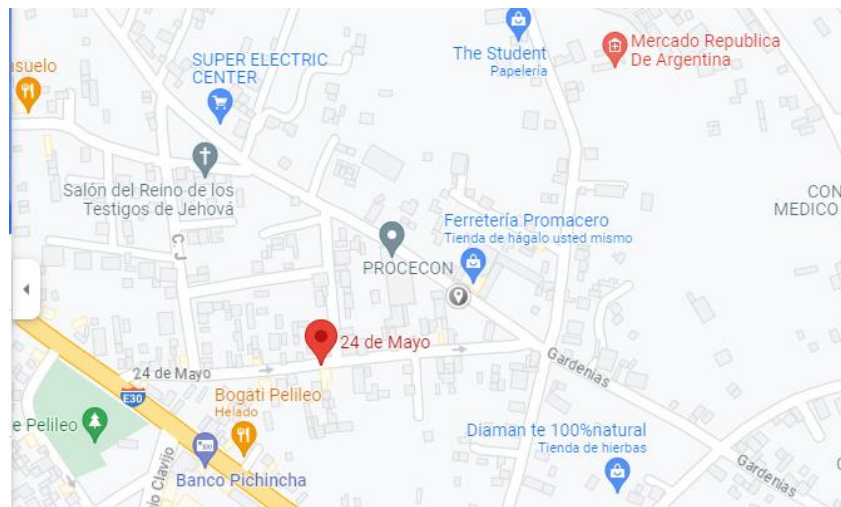 SUPER ELECTRIC
CENTER
The Student
Papelería
Mercado Republica
De Argentina
Salón del Reino de los
Testigos de Jehová
C J
CON
MEDICO
Ferretería Promacero
Tienda de hágalo usted mismo
PROCECON
24 de Mayo
24 de Mayo
Gardenias
E30
Bogati Pelileo
Helado
e Pelileo
Diaman te 100%natural
Tienda de hierbas
Banco Pichincha
Gardenias